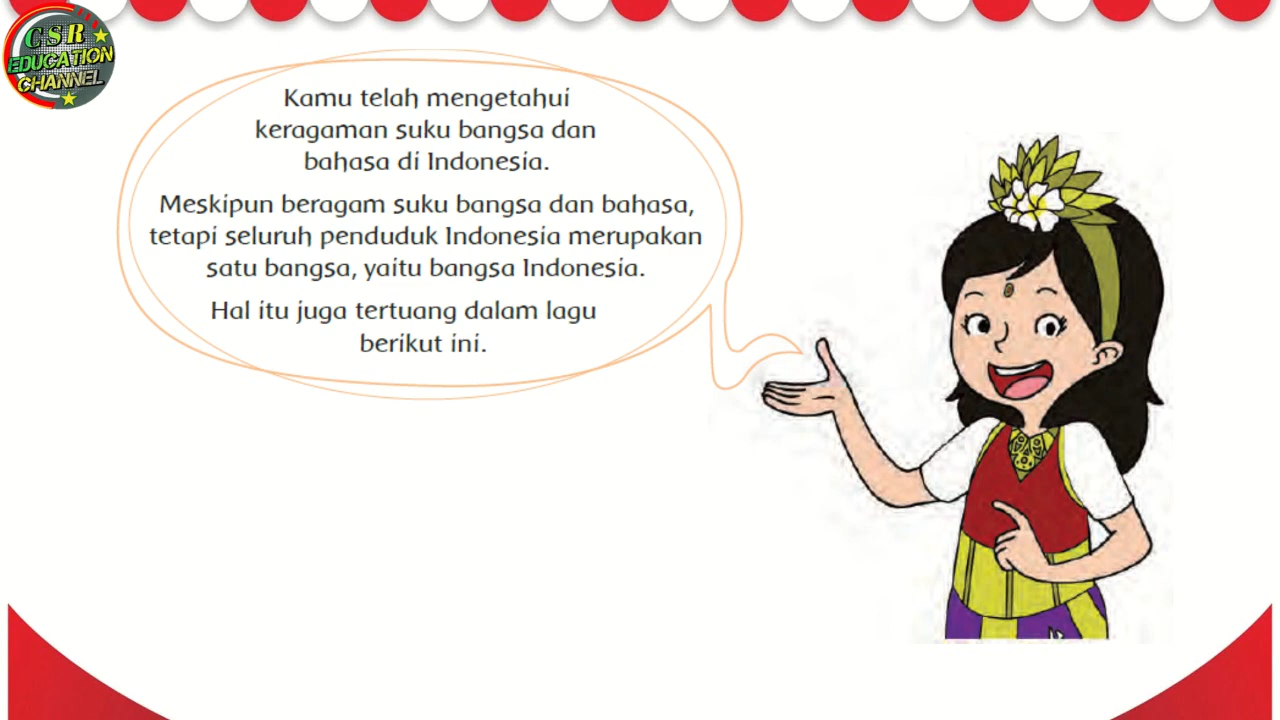 CSR
EDUCATION
CHANNEL
Kamu telah mengetahui
keragaman suku bangsa dan
bahasa di Indonesia.
Meskipun beragam suku bangsa dan bahasa,
tetapi seluruh penduduk Indonesia merupakan
satu bangsa, yaitu bangsa Indonesia.
Hal itu juga tertuang dalam lagu
berikut ini.